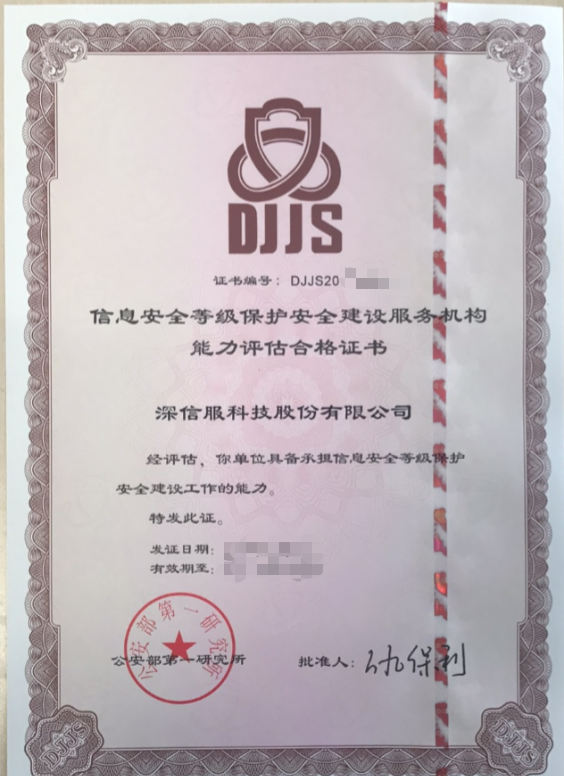 DJJS
证书编号：DJJS20
信息安全等级保护安全建设服务机构
能力评估合格证书
深信服科技股份有限公司
经评估，你单位具备承担信息安全等级保护
安全建设工作的能力。
特发此证。
发证日期：
有效期至：
公安部第一研究所
公安部第一研究所
批准人：
DJJS
DJJS